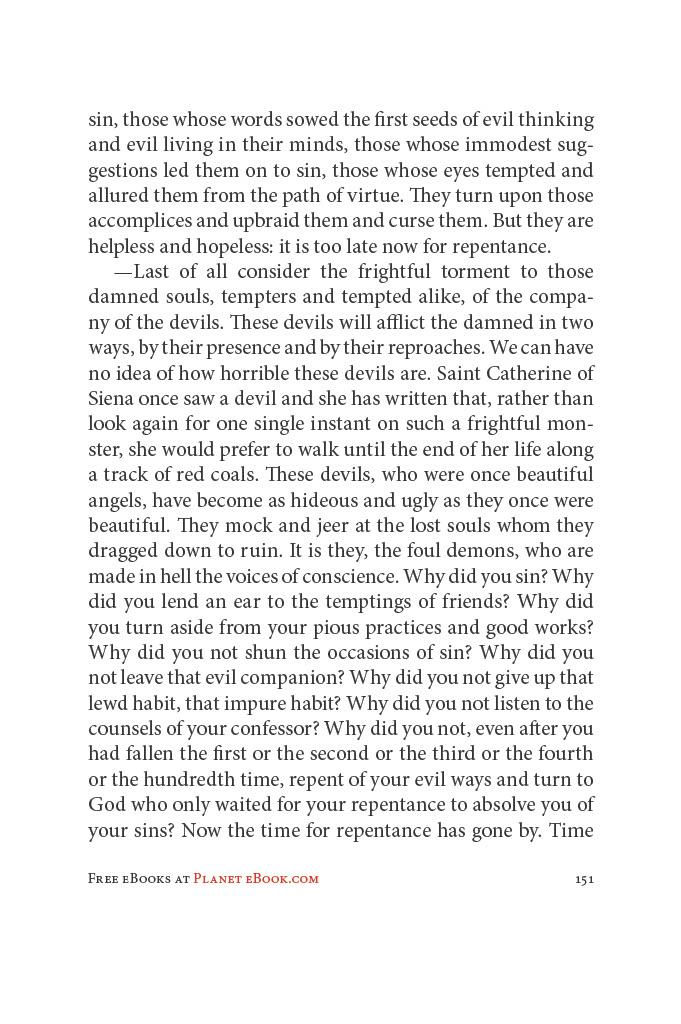 sin, those whose words sowed the first seeds of evil thinking
and evil living in their minds, those whose immodest sug-
gestions led them on to sin, those whose eyes tempted and
allured them from the path of virtue. They turn upon those
accomplices and upbraid them and curse them. But they are
helpless and hopeless: it is too late now for repentance.
—Last of all consider the frightful torment to those
damned souls, tempters and tempted alike, of the compa-
ny of the devils. These devils will afflict the damned in two
ways, by their presence and by their reproaches. We can have
no idea of how horrible these devils are. Saint Catherine of
Siena once saw a devil and she has written that, rather than
look again for one single instant on such a frightful mon-
ster, she would prefer to walk until the end of her life along
a track of red coals. These devils, who were once beautiful
angels, have become as hideous and ugly as they once were
beautiful. They mock and jeer at the lost souls whom they
dragged down to ruin. It is they, the foul demons, who are
made in hell the voices of conscience. Why did you sin? Why
did you lend an ear to the temptings of friends? Why did
you turn aside from your pious practices and good works?
Why did you not shun the occasions of sin? Why did you
not leave that evil companion? Why did you not give up that
lewd habit, that impure habit? Why did you not listen to the
counsels of your confessor? Why did you not, even after you
had fallen the first or the second or the third or the fourth
or the hundredth time, repent of your evil ways and turn to
God who only waited for your repentance to absolve you of
your sins? Now the time for repentance has gone by. Time
Free eBooks at Planet eBook.com 151